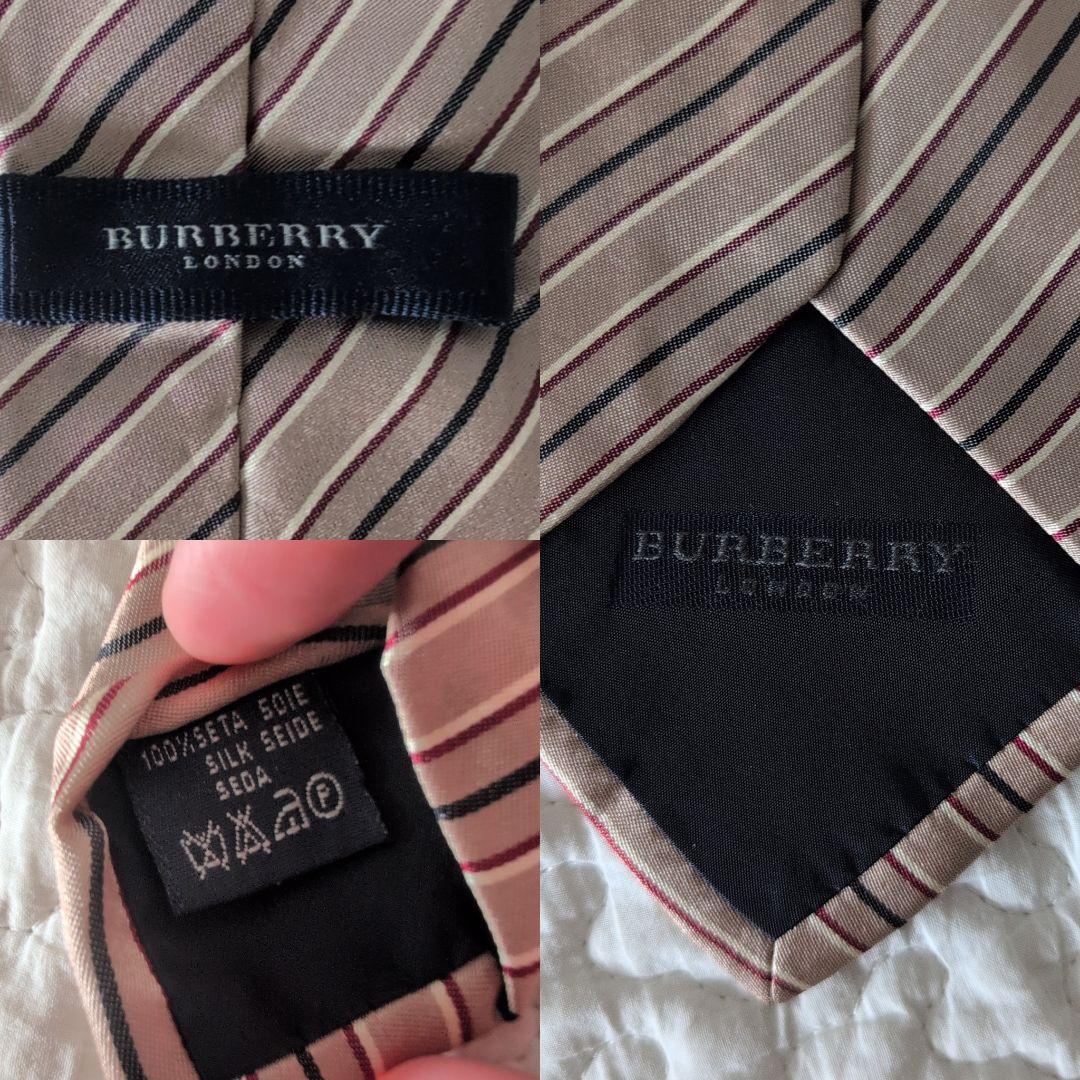 BURBERRY
LONDON
BURBERRY
LONDON
100% SETA SOIE
SILK SEIDE
SEDA
P